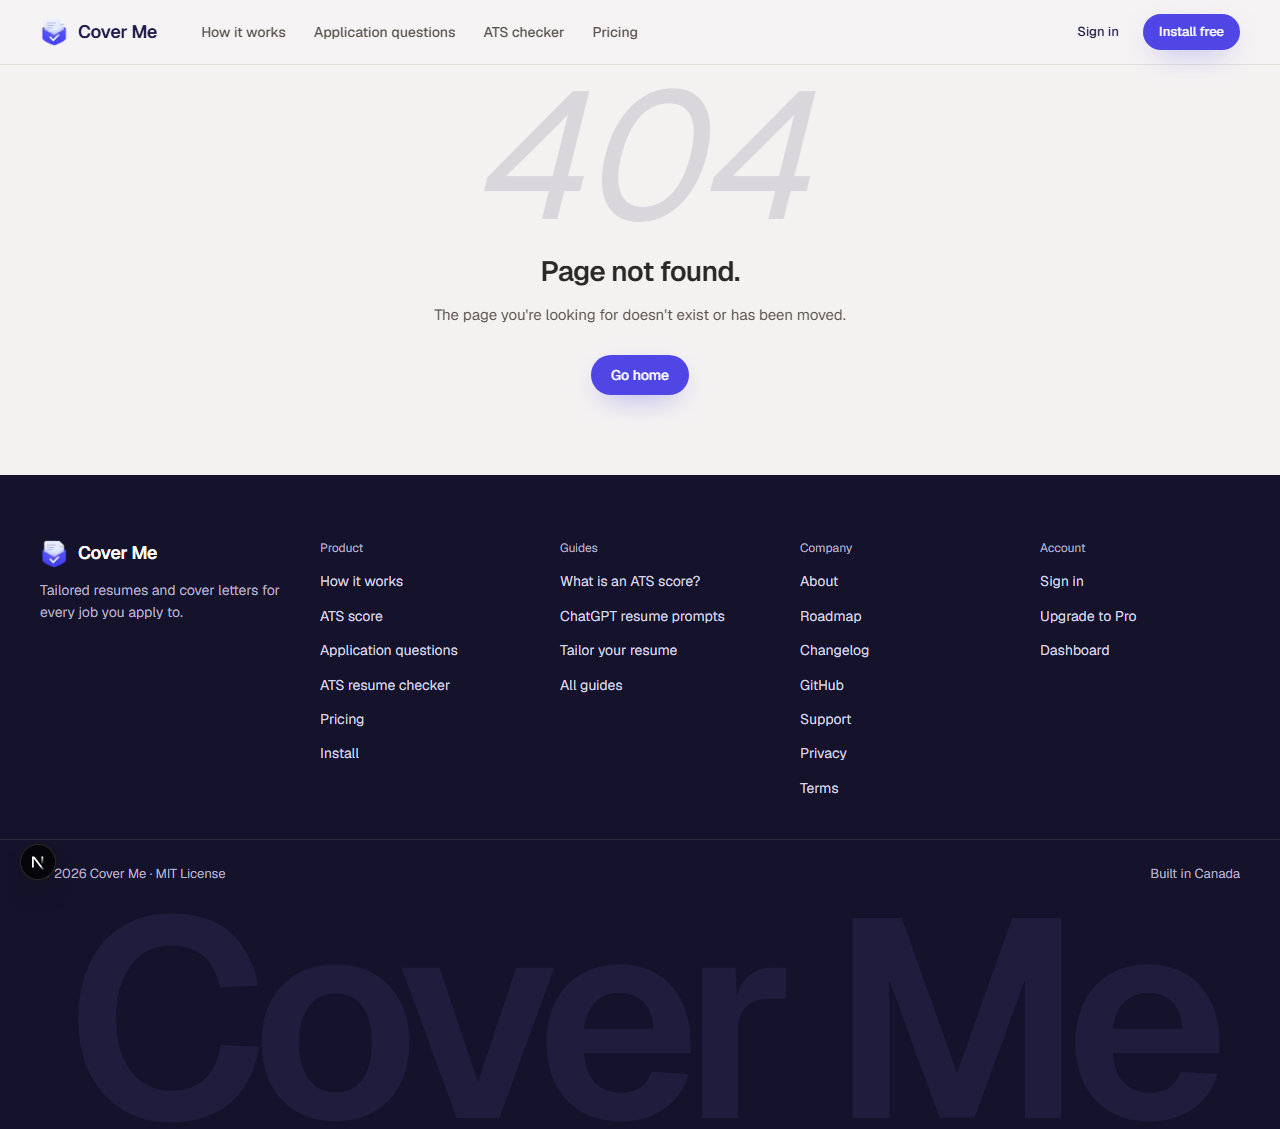 Cover Me
How it works
Application questions
ATS checker
Pricing
Sign in
Install free
404
Page not found.
The page you're looking for doesn't exist or has been moved.
Go home
Cover Me
Tailored resumes and cover letters for
every job you apply to.
Product
How it works
ATS score
Application questions
ATS resume checker
Pricing
Install
Guides
What is an ATS score?
ChatGPT resume prompts
Tailor your resume
All guides
Company
About
Roadmap
Changelog
GitHub
Support
Privacy
Terms
Account
Sign in
Upgrade to Pro
Dashboard
N
2026 Cover Me · MIT License
Built in Canada
Cover Me